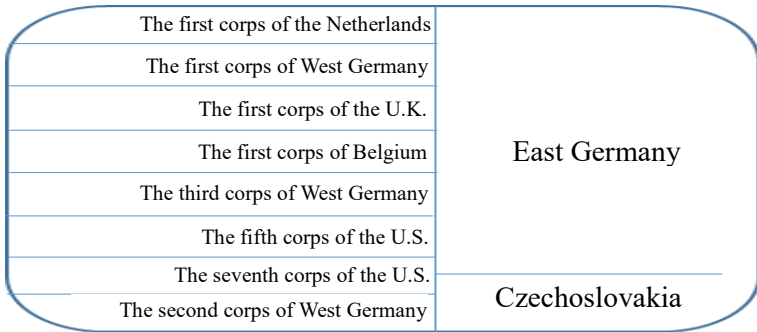 The first corps of the Netherlands
The first corps of West Germany
The first corps of the U.K.
The first corps of Belgium
The third corps of West Germany
The fifth corps of the U.S.
The seventh corps of the U.S.
The second corps of West Germany
East Germany
Czechoslovakia